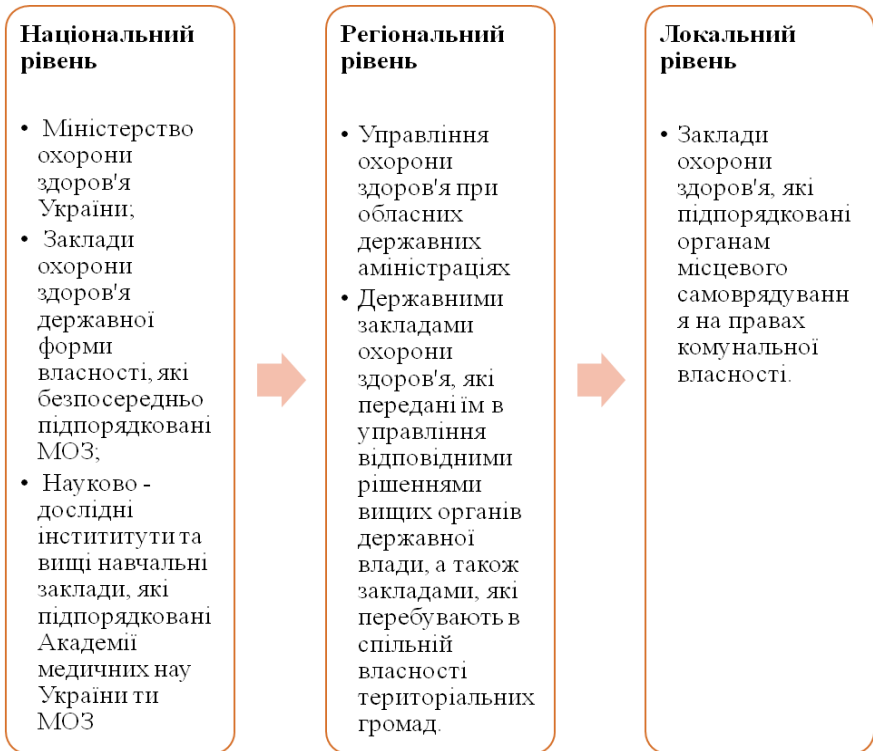 Національний
рівень
• Міністерство
охорони
здоров'я
України;
• Заклади
охорони
здоров'я
державної
форми
власності, які
безпосередньо
підпорядковані
МОЗ;
• Науково -
дослідні
інстититути та
вищі навчальні
заклади, які
підпорядковані
Академії
медичних нау
України ти
МОЗ
Регіональний
рівень
• Управління
охорони
здоров'я при
обласних
державних
аміністраціях
• Державними
закладами
охорони
здоров'я, які
передані їм в
управління
відповідними
рішеннями
вищих органів
державної
влади, а також
закладами, які
перебувають в
спільній
власності
територіальних
громад.
Локальний
рівень
• Заклади
охорони
здоров'я, які
підпорядковані
органам
місцевого
самоврядуванн
я на правах
комунальної
власності.